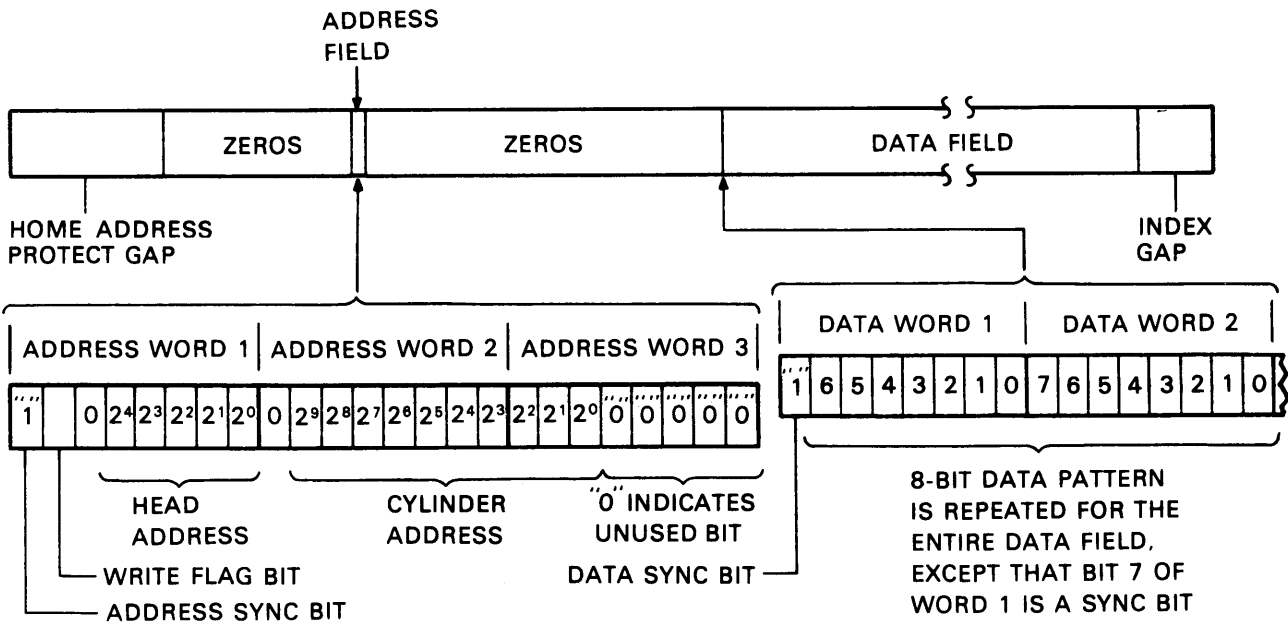 ADDRESS
FIELD
ZEROS
ZEROS
DATA FIELD
HOME ADDRESS
PROTECT GAP
INDEX
GAP
ADDRESS WORD 1
ADDRESS WORD 2
ADDRESS WORD 3
DATA WORD 1
DATA WORD 2
"1" 0 2⁴ 2³ 2² 2¹ 2⁰ 0 2⁹ 2⁸ 2⁷ 2⁶ 2⁵ 2⁴ 2³ 2² 2¹ 2⁰ "0" "0" "0" "0" "0"
"1" 6 5 4 3 2 1 0 7 6 5 4 3 2 1 0
HEAD
ADDRESS
CYLINDER
ADDRESS
"0" INDICATES
UNUSED BIT
WRITE FLAG BIT
ADDRESS SYNC BIT
DATA SYNC BIT
8-BIT DATA PATTERN
IS REPEATED FOR THE
ENTIRE DATA FIELD,
EXCEPT THAT BIT 7 OF
WORD 1 IS A SYNC BIT